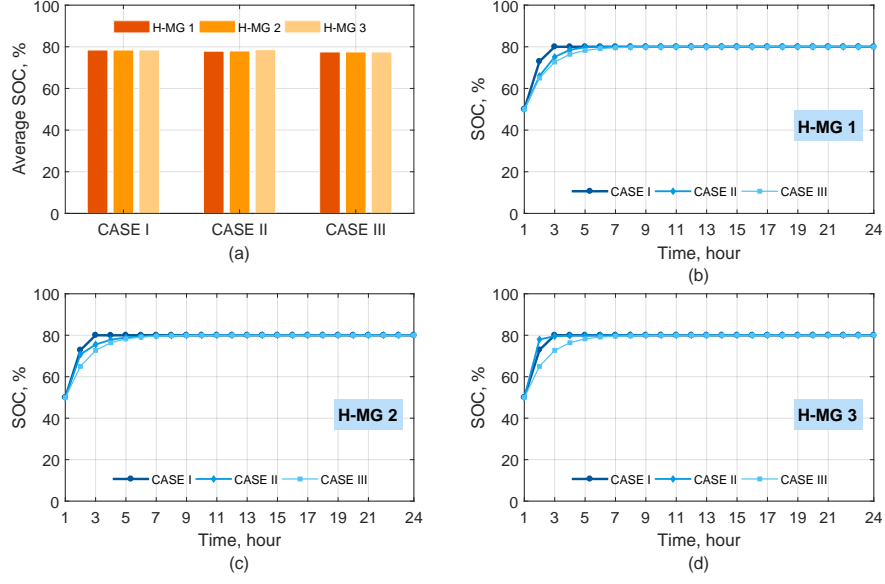 H-MG 1 H-MG 2 H-MG 3
Average SOC, %
100
80
60
40
20
0
CASE I CASE II CASE III
(a)
SOC, %
100
80
60
40
20
0
H-MG 1
CASE I CASE II CASE III
1 3 5 7 9 11 13 15 17 19 21 24
Time, hour
(b)
SOC, %
100
80
60
40
20
0
H-MG 2
CASE I CASE II CASE III
1 3 5 7 9 11 13 15 17 19 21 24
Time, hour
(c)
SOC, %
100
80
60
40
20
0
H-MG 3
CASE I CASE II CASE III
1 3 5 7 9 11 13 15 17 19 21 24
Time, hour
(d)